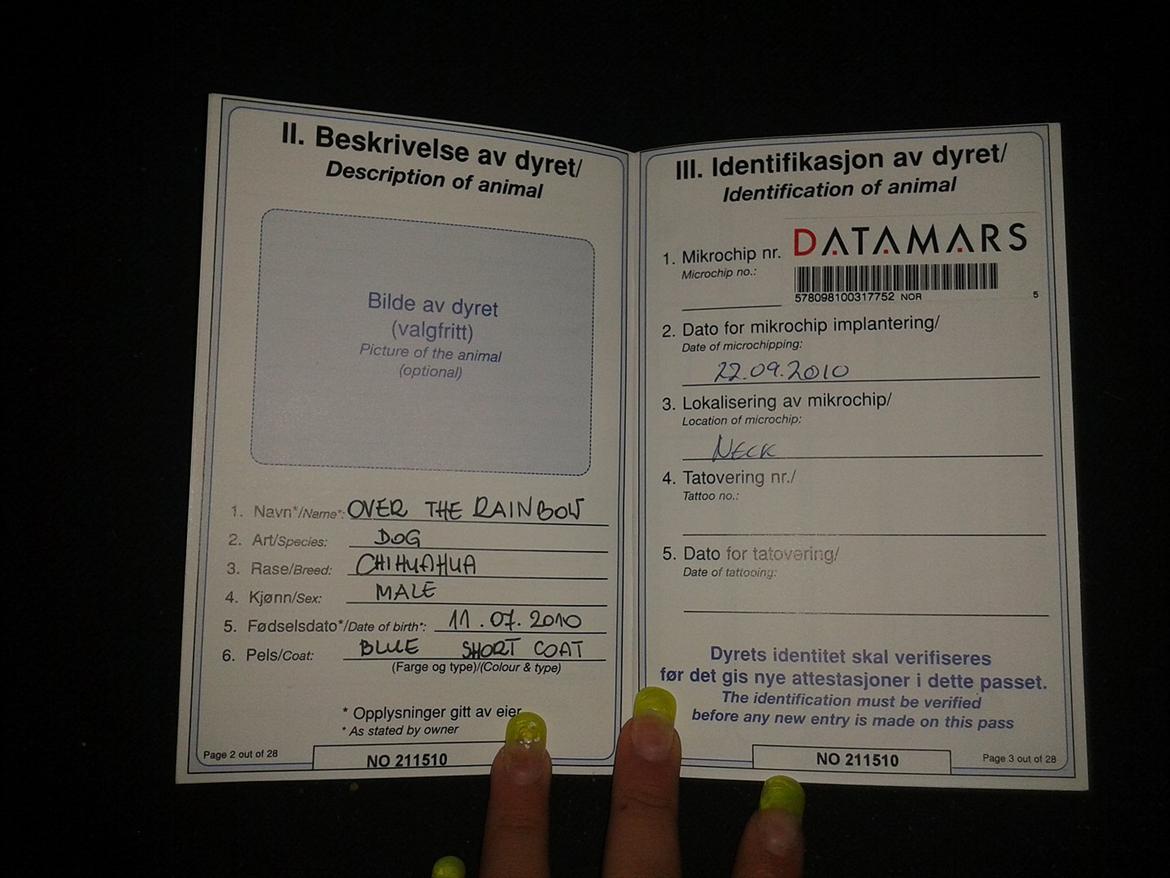 II. Beskrivelse av dyret/
Description of animal
Bilde av dyret
(valgfritt)
Picture of the animal
(optional)
1. Navn*/Name*: OVER THE RAINBOW
2. Art/Species: DOG
3. Rase/Breed: CHIHUAHUA
4. Kjønn/Sex: MALE
5. Fødselsdato*/Date of birth*: 11.07.2010
6. Pels/Coat: BLUE SHORT COAT
(Farge og type)/(Colour & type)
* Opplysninger gitt av eier
* As stated by owner
Page 2 out of 28
NO 211510
III. Identifikasjon av dyret/
Identification of animal
DATAMARS
1. Mikrochip nr.
Microchip no.:
578098100317752 NOR 5
2. Dato for mikrochip implantering/
Date of microchipping:
22.09.2010
3. Lokalisering av mikrochip/
Location of microchip:
NECK
4. Tatovering nr./
Tattoo no.:
5. Dato for tatovering/
Date of tattooing:
Dyrets identitet skal verifiseres
før det gis nye attestasjoner i dette passet.
The identification must be verified
before any new entry is made on this pass
NO 211510
Page 3 out of 28